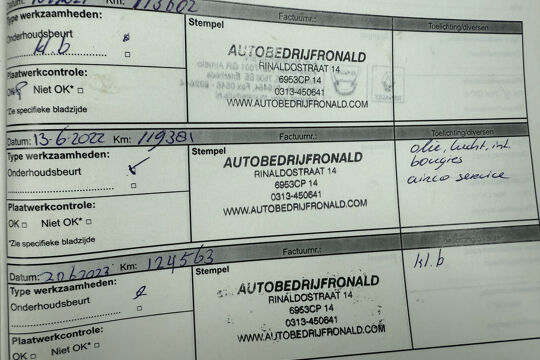 Km: 113602
Type werkzaamheden:
Stempel
Factuurnr.:
Toelichting/diversen
Onderhoudsbeurt
kl.b
AUTOBEDRIJFRONALD
RINALDOSTRAAT 14
6953CP 14
0313-450641
WWW.AUTOBEDRIJFRONALD.COM
Plaatwerkcontrole:
OK Niet OK*
*Zie specifieke bladzijde
Datum: 13-6-2022 Km: 119381
Factuurnr.:
Toelichting/diversen
Type werkzaamheden:
Stempel
Onderhoudsbeurt
AUTOBEDRIJFRONALD
RINALDOSTRAAT 14
6953CP 14
0313-450641
WWW.AUTOBEDRIJFRONALD.COM
olie, lucht, int.
bougies
airco service
Plaatwerkcontrole:
OK Niet OK*
*Zie specifieke bladzijde
Datum: 206 2023 Km: 124563
Factuurnr.:
Type werkzaamheden:
Stempel
Onderhoudsbeurt
AUTOBEDRIJFRONALD
RINALDOSTRAAT 14
6953CP 14
0313-450641
WWW.AUTOBEDRIJFRONALD.COM
kl.b
Plaatwerkcontrole:
OK Niet OK*